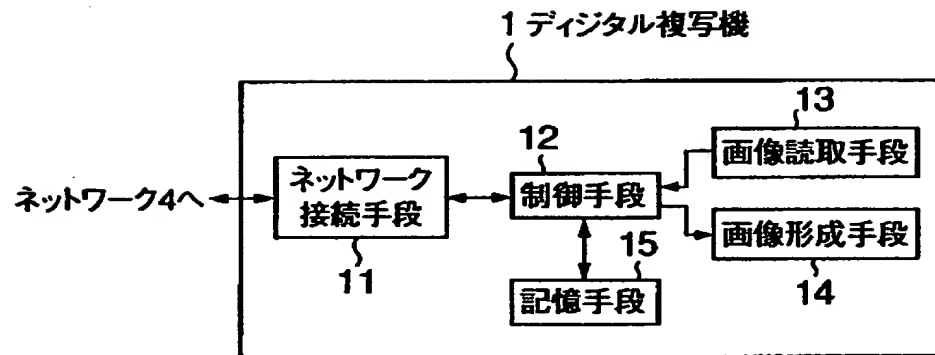 1 ディジタル複写機
13
12
画像読取手段
ネットワーク4へ
ネットワーク
接続手段
制御手段
11
15
画像形成手段
記憶手段
14